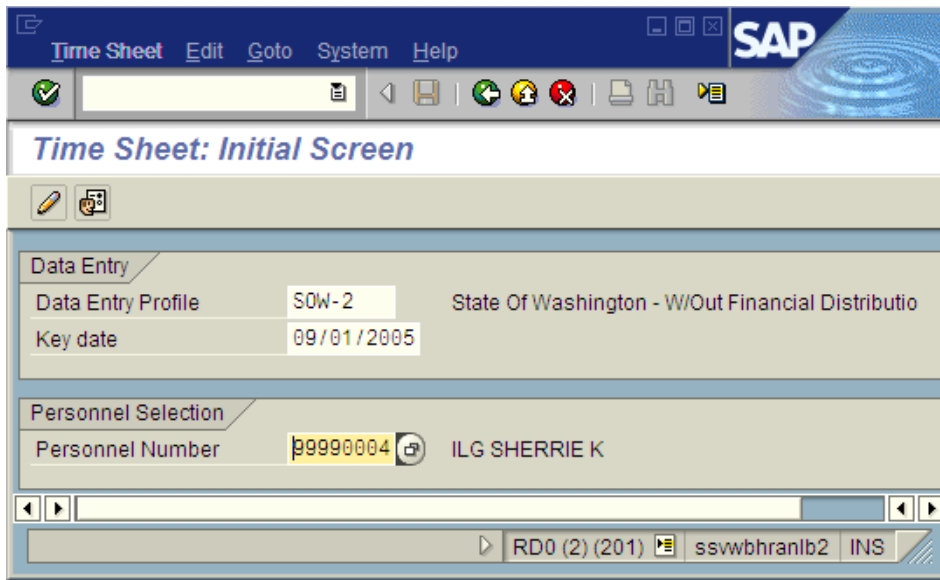 Time Sheet Edit Goto System Help
SAP
Time Sheet: Initial Screen
Data Entry
Data Entry Profile SOW-2 State Of Washington - W/Out Financial Distributio
Key date 09/01/2005
Personnel Selection
Personnel Number 99990004 ILG SHERRIE K
RD0 (2) (201) ssvwbhranlb2 INS